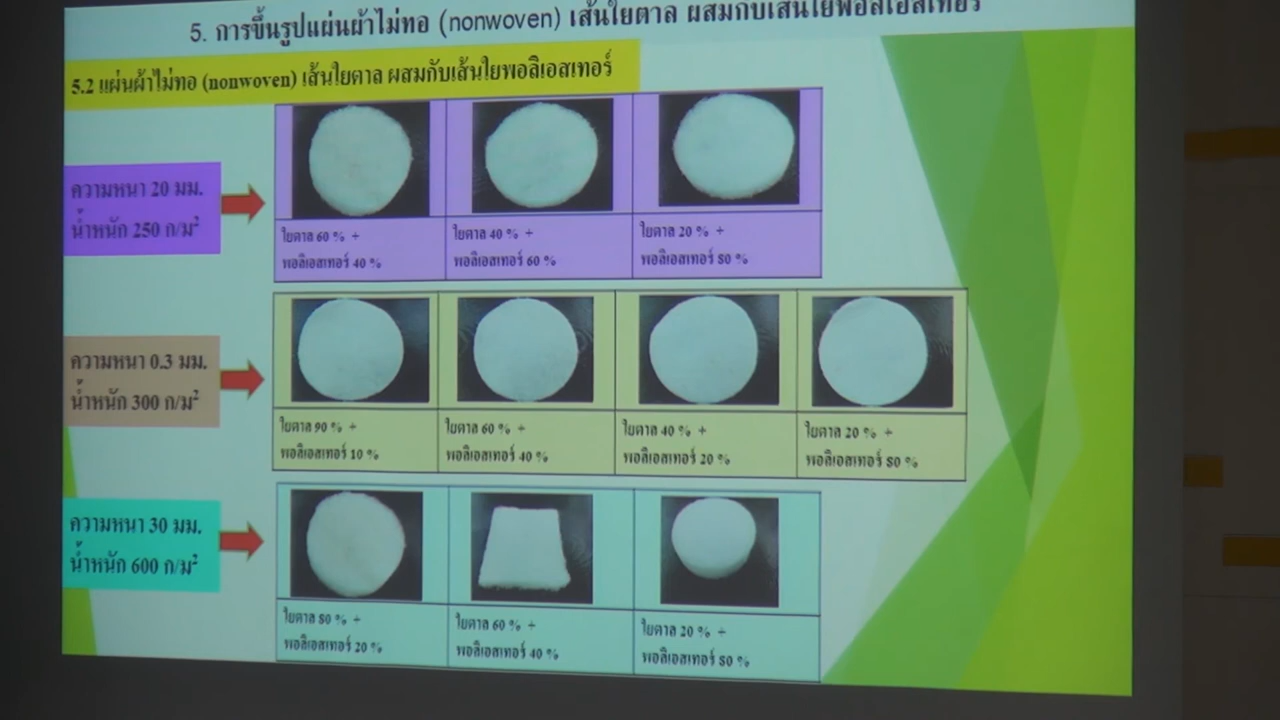 5. การขึ้นรูปแผ่นผ้าไม่ทอ (nonwoven) เส้นใยตาล ผสมกับเส้นใยพอลิเอสเทอร์
5.2 แผ่นผ้าไม่ทอ (nonwoven) เส้นใยตาล ผสมกับเส้นใยพอลิเอสเทอร์
ความหนา 20 มม.
น้ำหนัก 250 ก/ม²
ใยตาล 60 % +
พอลิเอสเทอร์ 40 %
ใยตาล 40 % +
พอลิเอสเทอร์ 60 %
ใยตาล 20 % +
พอลิเอสเทอร์ 80 %
ความหนา 0.3 มม.
น้ำหนัก 300 ก/ม²
ใยตาล 90 % +
พอลิเอสเทอร์ 10 %
ใยตาล 60 % +
พอลิเอสเทอร์ 40 %
ใยตาล 40 % +
พอลิเอสเทอร์ 20 %
ใยตาล 20 % +
พอลิเอสเทอร์ 80 %
ความหนา 30 มม.
น้ำหนัก 600 ก/ม²
ใยตาล 80 % +
พอลิเอสเทอร์ 20 %
ใยตาล 60 % +
พอลิเอสเทอร์ 40 %
ใยตาล 20 % +
พอลิเอสเทอร์ 80 %